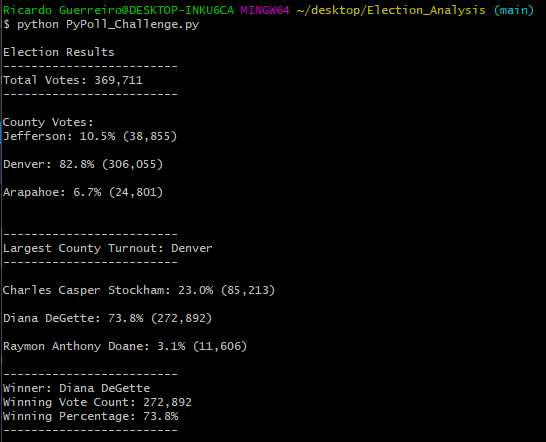 Ricardo Guerreiro@DESKTOP-INKU6CA MINGW64 ~/desktop/Election_Analysis (main)
$ python PyPoll_Challenge.py
Election Results
-------------------------
Total Votes: 369,711
-------------------------
County Votes:
Jefferson: 10.5% (38,855)
Denver: 82.8% (306,055)
Arapahoe: 6.7% (24,801)
-------------------------
Largest County Turnout: Denver
-------------------------
Charles Casper Stockham: 23.0% (85,213)
Diana DeGette: 73.8% (272,892)
Raymon Anthony Doane: 3.1% (11,606)
-------------------------
Winner: Diana DeGette
Winning Vote Count: 272,892
Winning Percentage: 73.8%
-------------------------